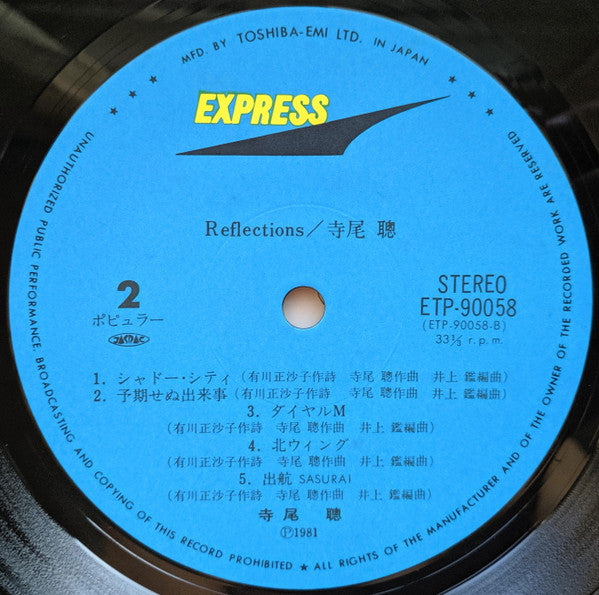 MFD. BY TOSHIBA-EMI LTD. IN JAPAN
EXPRESS
Reflections/寺尾 聰
2
ポピュラー
JASRAC
STEREO
ETP-90058
(ETP-90058-B)
33⅓ r.p.m.
1. シャドー・シティ (有川正沙子作詩 寺尾 聰作曲 井上 鑑編曲)
2. 予期せぬ出来事 (有川正沙子作詩 寺尾 聰作曲 井上 鑑編曲)
3. ダイヤルM
(有川正沙子作詩 寺尾 聰作曲 井上 鑑編曲)
4. 北ウィング
(有川正沙子作詩 寺尾 聰作曲 井上 鑑編曲)
5. 出航 SASURAI
(有川正沙子作詩 寺尾 聰作曲 井上 鑑編曲)
寺尾 聰
Ⓟ1981
UNAUTHORIZED PUBLIC PERFORMANCE, BROADCASTING AND COPYING OF THIS RECORD PROHIBITED ★ ALL RIGHTS OF THE MANUFACTURER AND OF THE OWNER OF THE RECORDED WORK ARE RESERVED